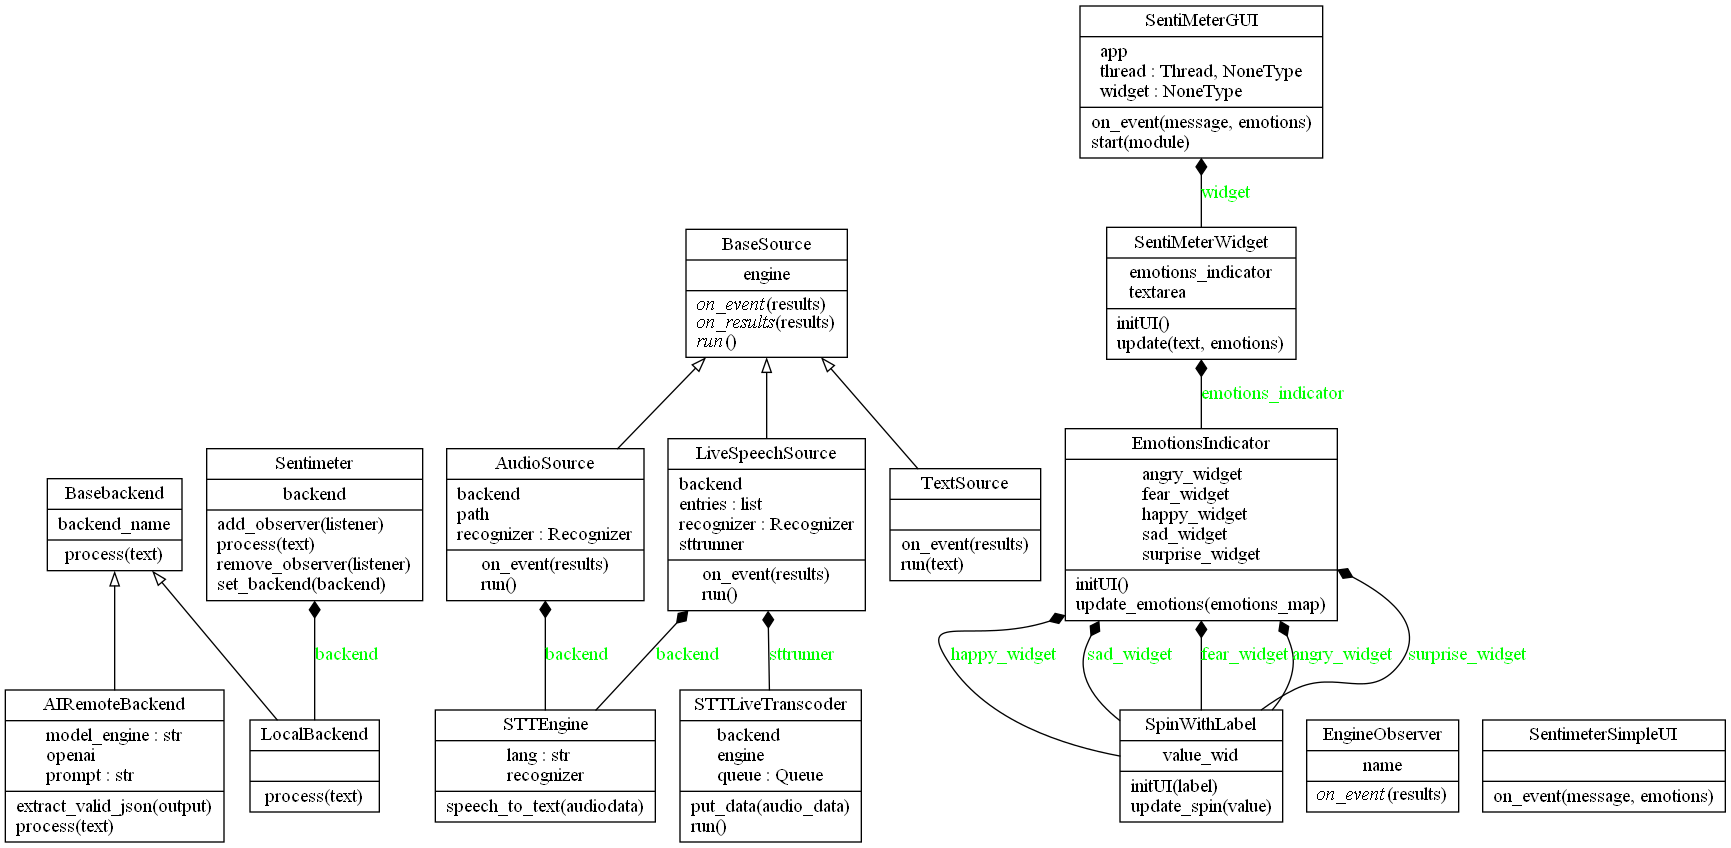 SentiMeterGUI
app
thread : Thread, NoneType
widget : NoneType
on_event(message, emotions)
start(module)
widget
SentiMeterWidget
emotions_indicator
textarea
initUI()
update(text, emotions)
emotions_indicator
BaseSource
engine
on_event(results)
on_results(results)
run()
Basebackend
backend_name
process(text)
Sentimeter
backend
add_observer(listener)
process(text)
remove_observer(listener)
set_backend(backend)
AudioSource
backend
path
recognizer : Recognizer
on_event(results)
run()
LiveSpeechSource
backend
entries : list
recognizer : Recognizer
sttrunner
on_event(results)
run()
TextSource
on_event(results)
run(text)
EmotionsIndicator
angry_widget
fear_widget
happy_widget
sad_widget
surprise_widget
initUI()
update_emotions(emotions_map)
backend
backend
backend
sttrunner
happy_widget
sad_widget
fear_widget
angry_widget
surprise_widget
AIRemoteBackend
model_engine : str
openai
prompt : str
extract_valid_json(output)
process(text)
LocalBackend
process(text)
STTEngine
lang : str
recognizer
speech_to_text(audiodata)
STTLiveTranscoder
backend
engine
queue : Queue
put_data(audio_data)
run()
SpinWithLabel
value_wid
initUI(label)
update_spin(value)
EngineObserver
name
on_event(results)
SentimeterSimpleUI
on_event(message, emotions)